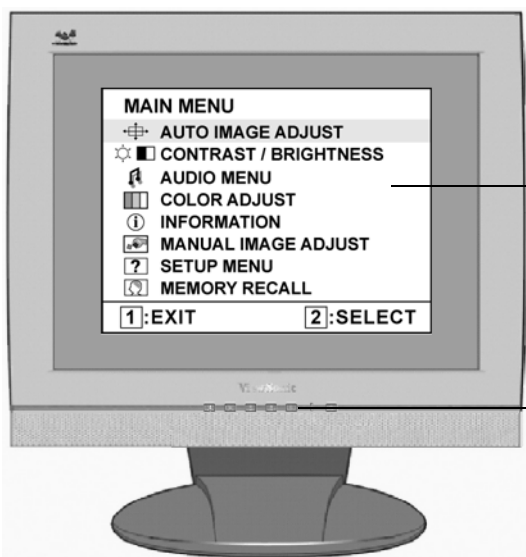 MAIN MENU
AUTO IMAGE ADJUST
CONTRAST / BRIGHTNESS
AUDIO MENU
COLOR ADJUST
INFORMATION
MANUAL IMAGE ADJUST
? SETUP MENU
MEMORY RECALL
1:EXIT 2:SELECT
ViewSonic